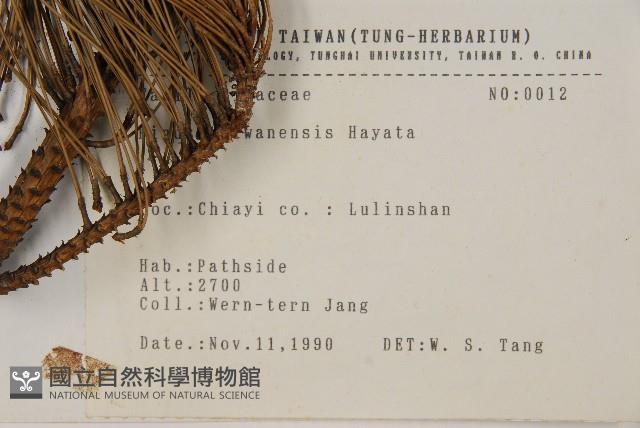 TAIWAN(TUNG-HERBARIUM)
LOGY, TUNGHAI UNIVERSITY, TAIWAN R. O. CHINA
aceae NO:0012
wanensis Hayata
oc.:Chiayi co. : Lulinshan
Hab.:Pathside
Alt.:2700
Coll.:Wern-tern Jang
Date.:Nov.11,1990 DET:W. S. Tang
國立自然科學博物館
NATIONAL MUSEUM OF NATURAL SCIENCE